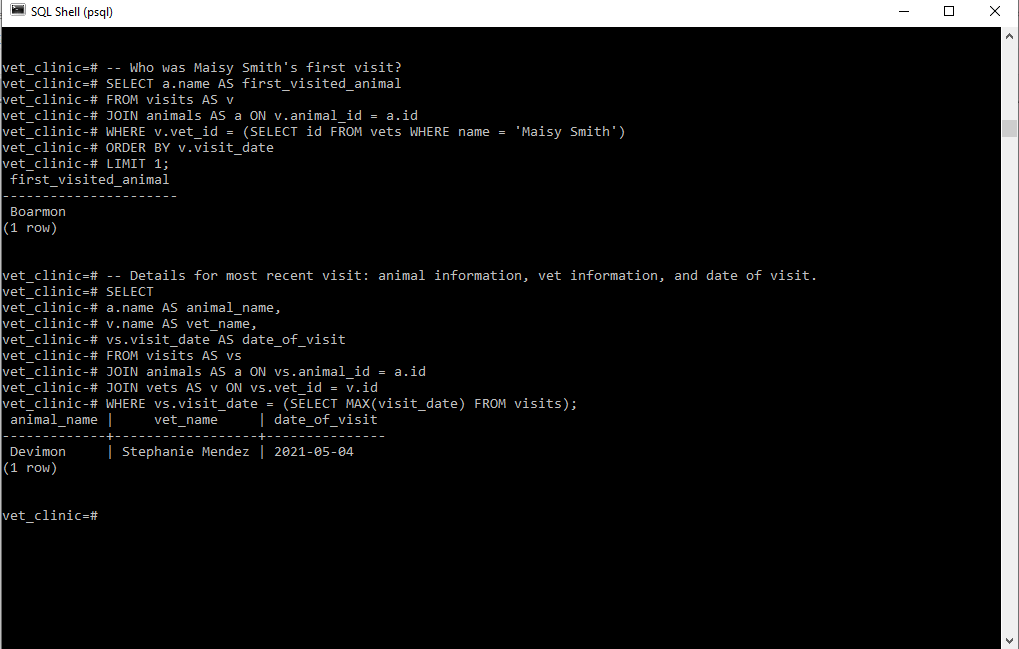 SQL Shell (psql)
vet_clinic=# -- Who was Maisy Smith's first visit?
vet_clinic=# SELECT a.name AS first_visited_animal
vet_clinic-# FROM visits AS v
vet_clinic-# JOIN animals AS a ON v.animal_id = a.id
vet_clinic-# WHERE v.vet_id = (SELECT id FROM vets WHERE name = 'Maisy Smith')
vet_clinic-# ORDER BY v.visit_date
vet_clinic-# LIMIT 1;
 first_visited_animal
----------------------
 Boarmon
(1 row)
vet_clinic=# -- Details for most recent visit: animal information, vet information, and date of visit.
vet_clinic=# SELECT
vet_clinic-# a.name AS animal_name,
vet_clinic-# v.name AS vet_name,
vet_clinic-# vs.visit_date AS date_of_visit
vet_clinic-# FROM visits AS vs
vet_clinic-# JOIN animals AS a ON vs.animal_id = a.id
vet_clinic-# JOIN vets AS v ON vs.vet_id = v.id
vet_clinic-# WHERE vs.visit_date = (SELECT MAX(visit_date) FROM visits);
 animal_name |     vet_name     | date_of_visit
-------------+------------------+---------------
 Devimon     | Stephanie Mendez | 2021-05-04
(1 row)
vet_clinic=#